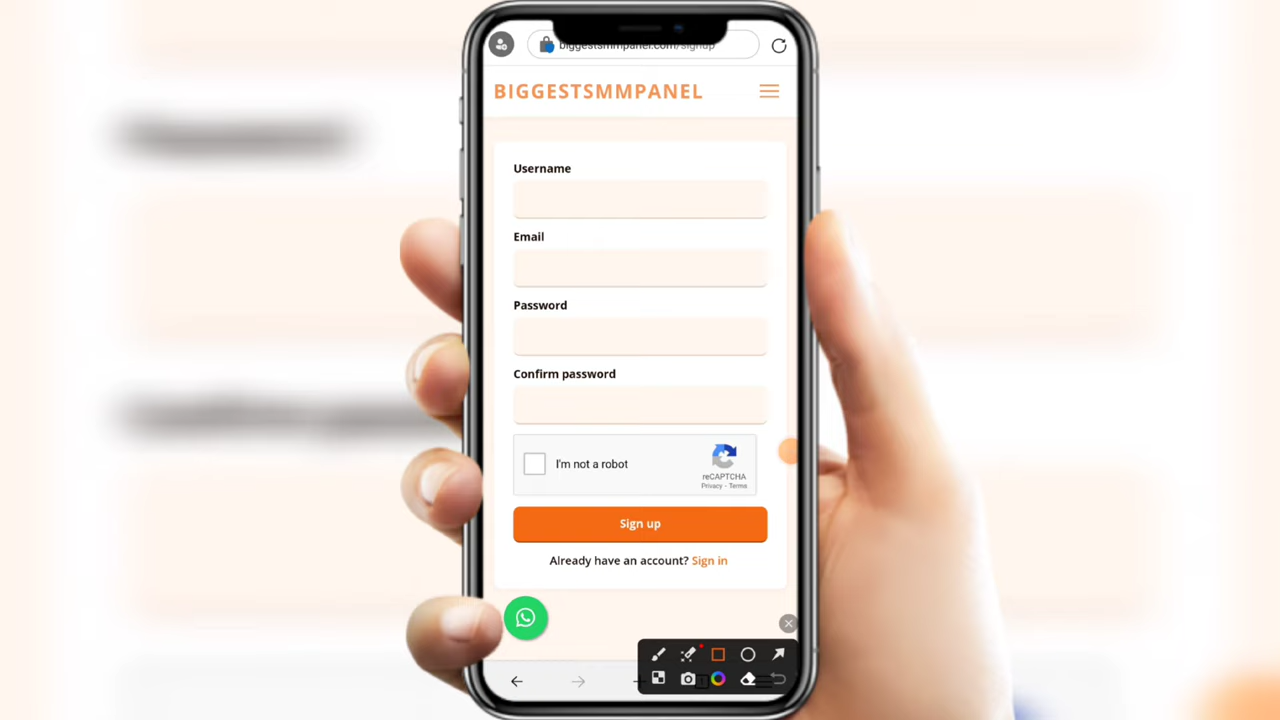 biggestsmmpanel.com/signup
BIGGESTSMMPANEL
Username
Email
Password
Confirm password
I'm not a robot
reCAPTCHA
Privacy - Terms
Sign up
Already have an account? Sign in